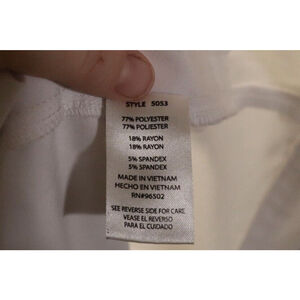 STYLE 5053
77% POLYESTER
77% POLIESTER
18% RAYON
18% RAYON
5% SPANDEX
5% SPANDEX
MADE IN VIETNAM
HECHO EN VIETNAM
RN#96502
SEE REVERSE SIDE FOR CARE
VEASE EL REVERSO
PARA EL CUIDADO